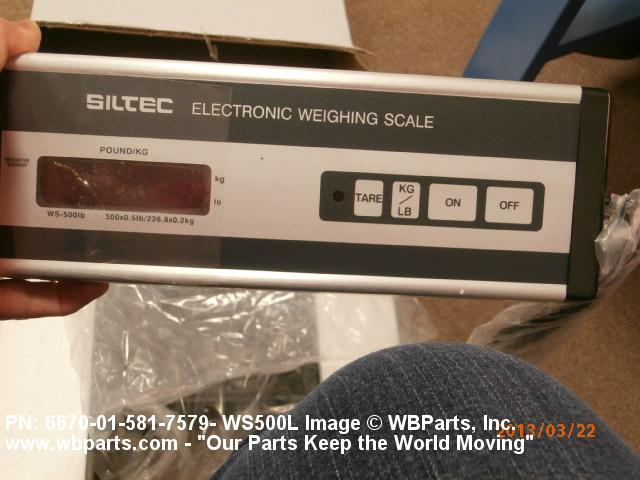 SILTEC ELECTRONIC WEIGHING SCALE
POUND/KG
NEGATIVE
WEIGHT
kg
lb
WS-500lb 500x0.5lb/226.8x0.2kg
TARE
KG/LB
ON
OFF
PN: 6670-01-581-7579- WS500L Image © WBParts, Inc.
2013/03/22
www.wbparts.com - "Our Parts Keep the World Moving"